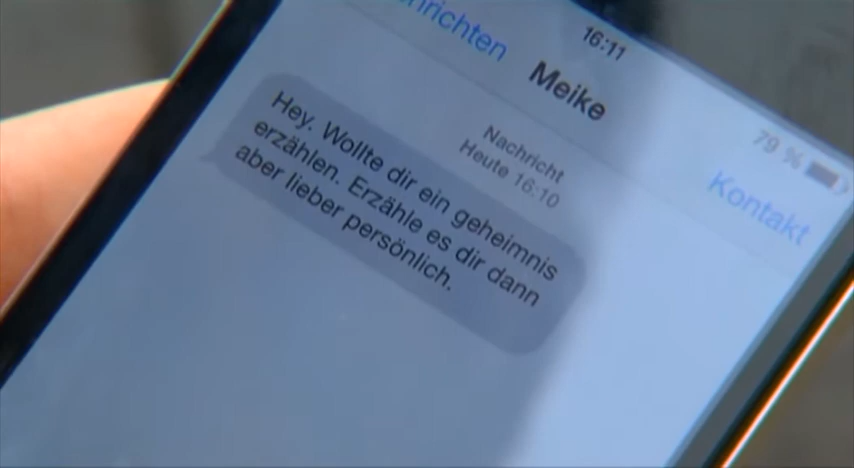 16:11
79 %
Nachrichten
Meike
Kontakt
Nachricht
Heute 16:10
Hey. Wollte dir ein geheimnis
erzählen. Erzähle es dir dann
aber lieber persönlich.